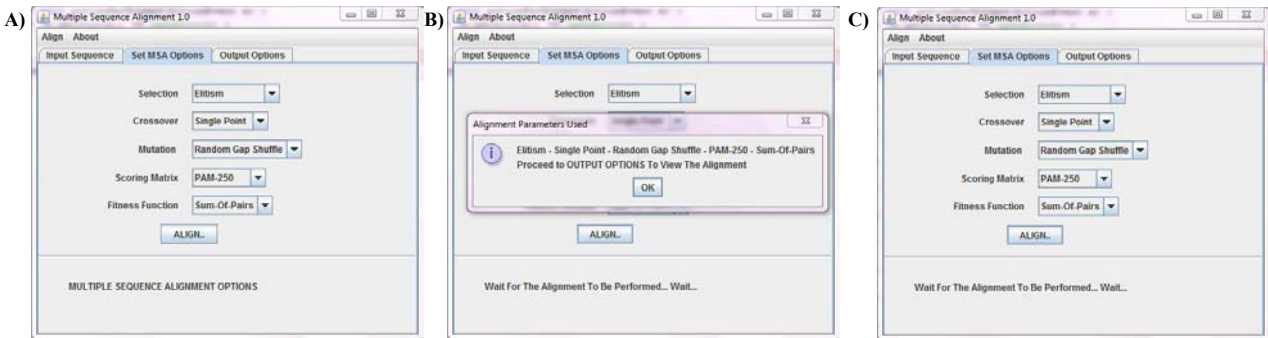 A)
Multiple Sequence Alignment 1.0
Align About
Input Sequence Set MSA Options Output Options
Selection Elitism
Crossover Single Point
Mutation Random Gap Shuffle
Scoring Matrix PAM-250
Fitness Function Sum-Of-Pairs
ALIGN..
MULTIPLE SEQUENCE ALIGNMENT OPTIONS
B)
Multiple Sequence Alignment 1.0
Align About
Input Sequence Set MSA Options Output Options
Selection Elitism
Alignment Parameters Used
Elitism - Single Point - Random Gap Shuffle - PAM-250 - Sum-Of-Pairs
Proceed to OUTPUT OPTIONS To View The Alignment
OK
ALIGN..
Wait For The Alignment To Be Performed... Wait...
C)
Multiple Sequence Alignment 1.0
Align About
Input Sequence Set MSA Options Output Options
Selection Elitism
Crossover Single Point
Mutation Random Gap Shuffle
Scoring Matrix PAM-250
Fitness Function Sum-Of-Pairs
ALIGN..
Wait For The Alignment To Be Performed... Wait...